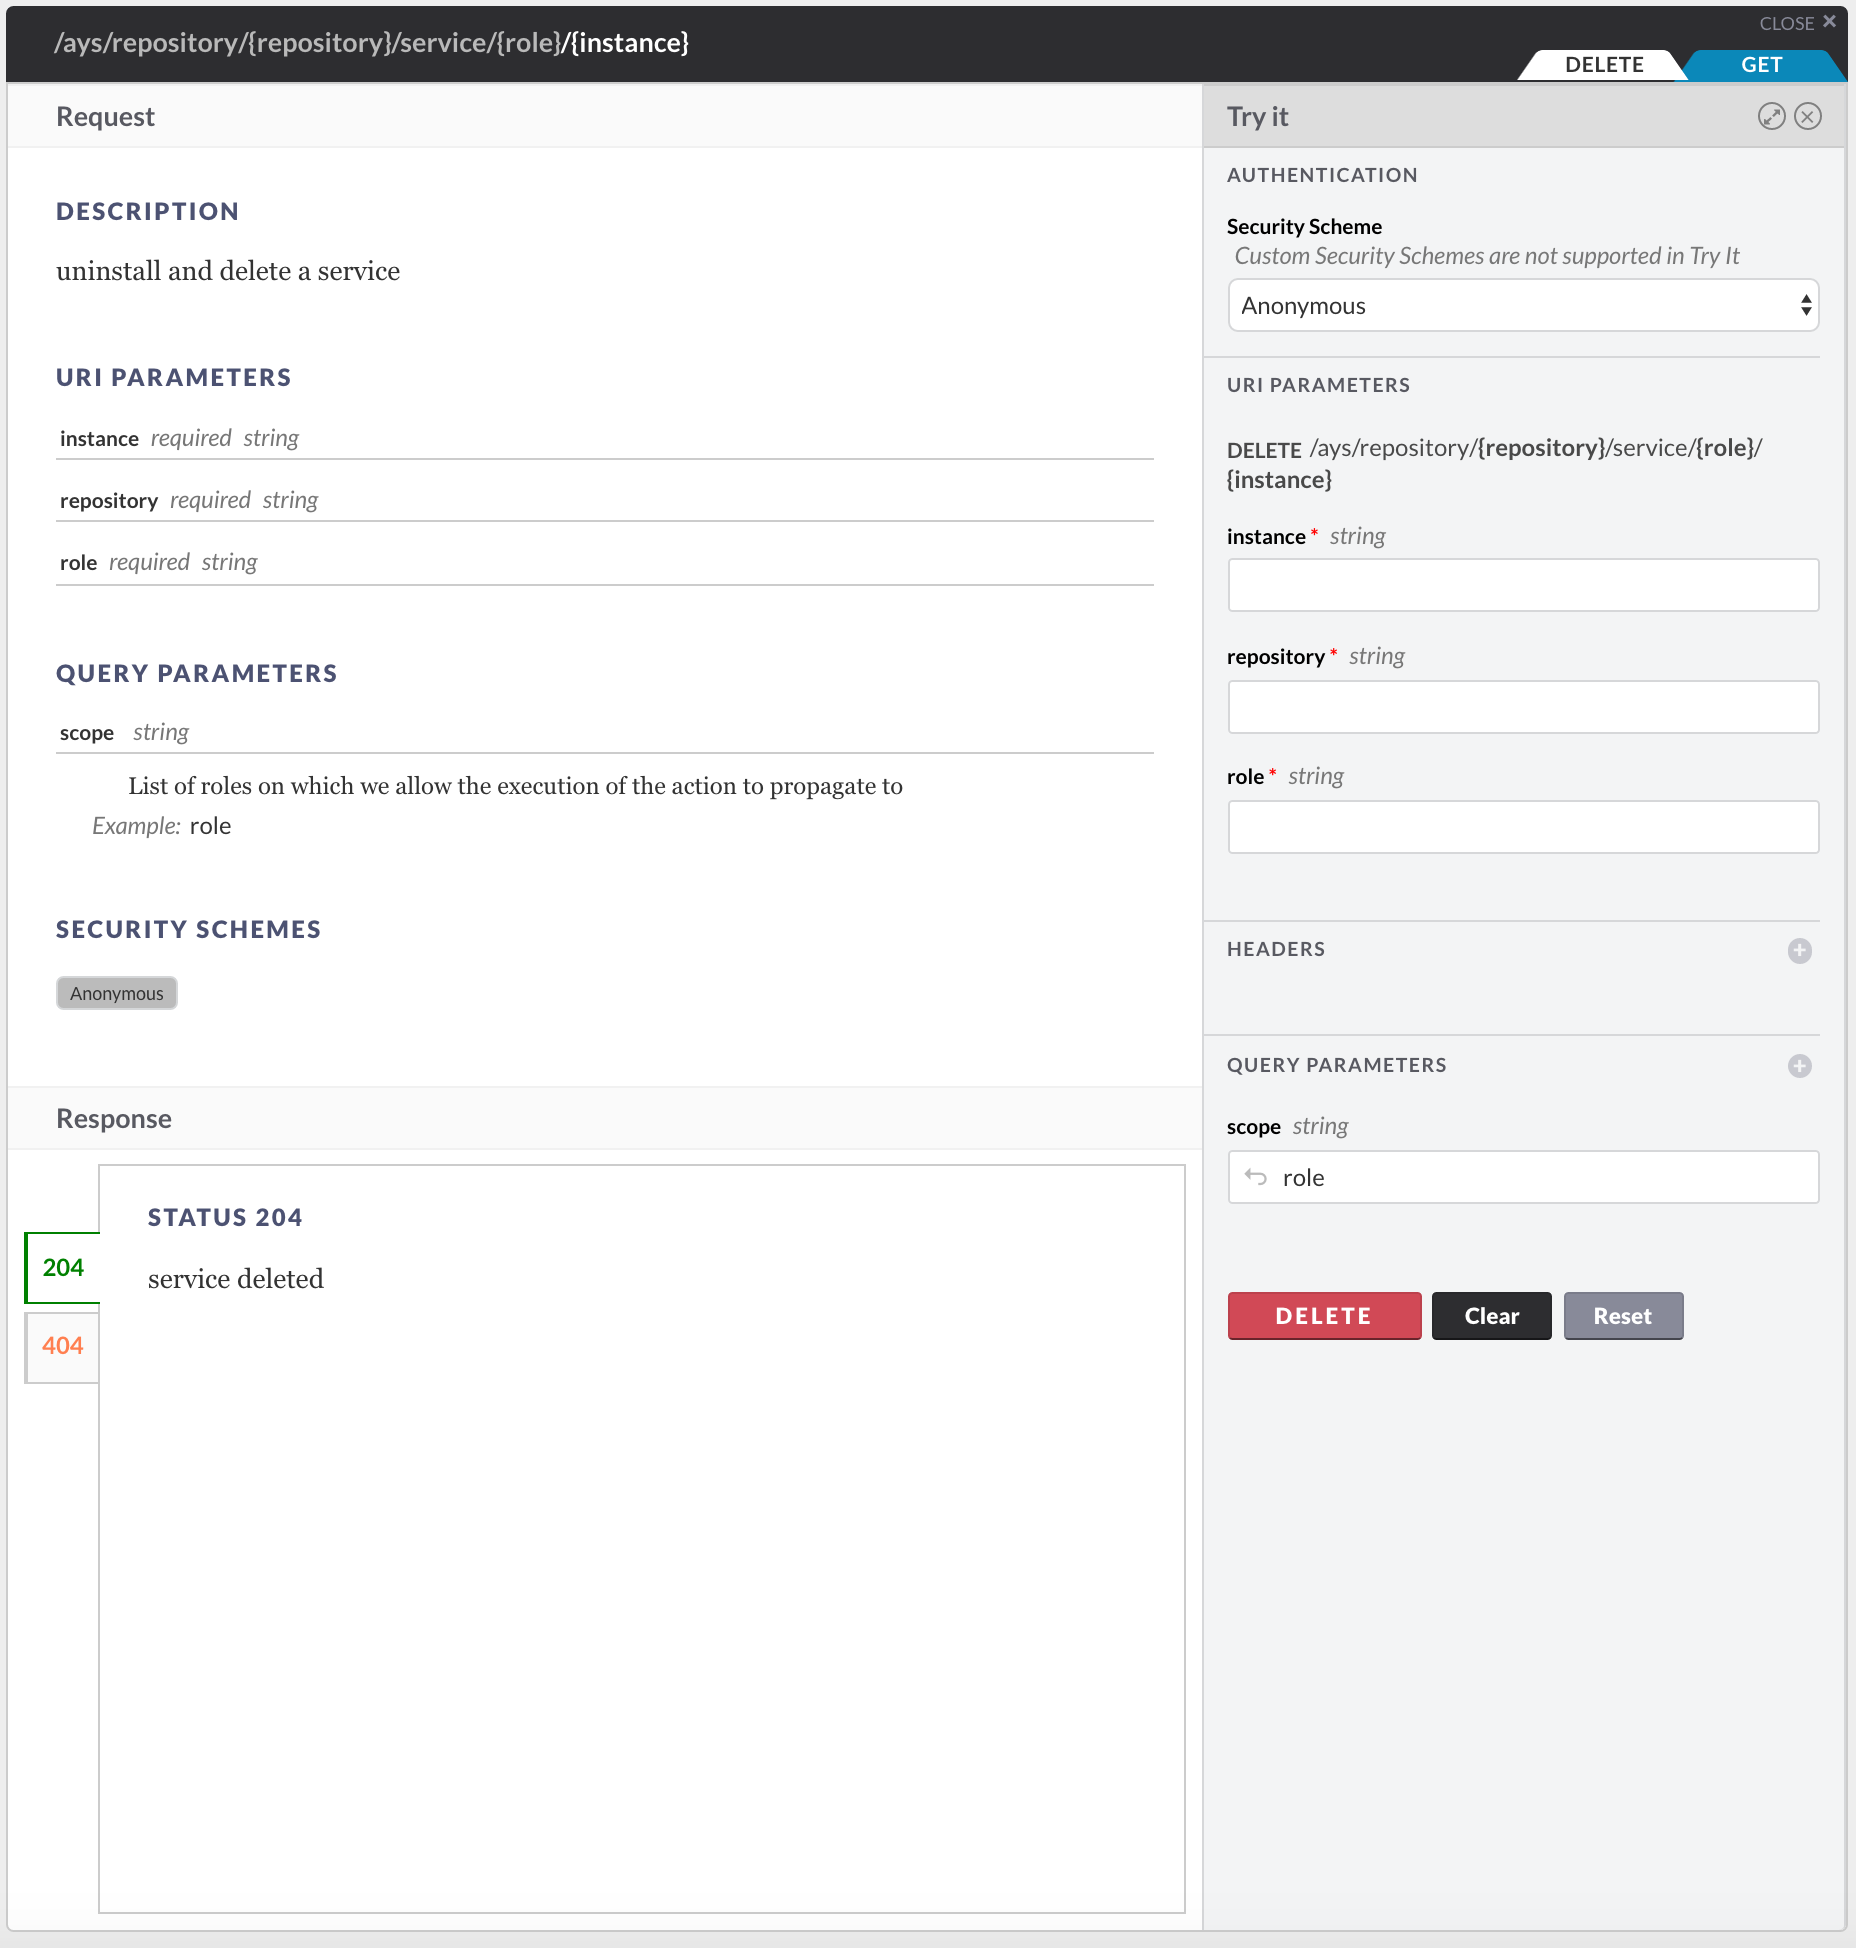 /ays/repository/{repository}/service/{role}/{instance}
CLOSE ×
DELETE
GET
Request
DESCRIPTION
uninstall and delete a service
URI PARAMETERS
instance required string
repository required string
role required string
QUERY PARAMETERS
scope string
List of roles on which we allow the execution of the action to propagate to
Example: role
SECURITY SCHEMES
Anonymous
Response
204
404
STATUS 204
service deleted
Try it
AUTHENTICATION
Security Scheme
Custom Security Schemes are not supported in Try It
Anonymous
URI PARAMETERS
DELETE /ays/repository/{repository}/service/{role}/
{instance}
instance * string
repository * string
role * string
HEADERS
QUERY PARAMETERS
scope string
role
DELETE
Clear
Reset